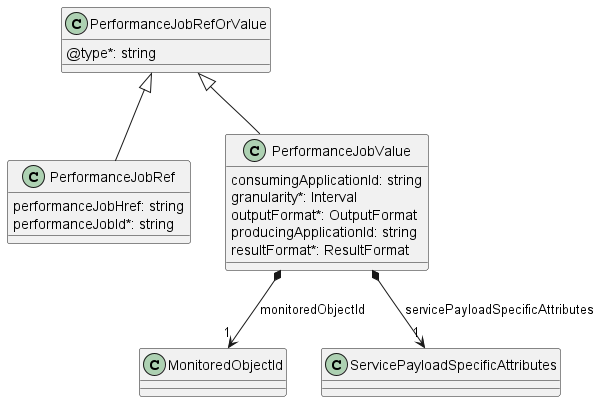 C PerformanceJobRefOrValue
@type*: string
C PerformanceJobRef
performanceJobHref: string
performanceJobId*: string
C PerformanceJobValue
consumingApplicationId: string
granularity*: Interval
outputFormat*: OutputFormat
producingApplicationId: string
resultFormat*: ResultFormat
monitoredObjectId
servicePayloadSpecificAttributes
1
1
C MonitoredObjectId
C ServicePayloadSpecificAttributes